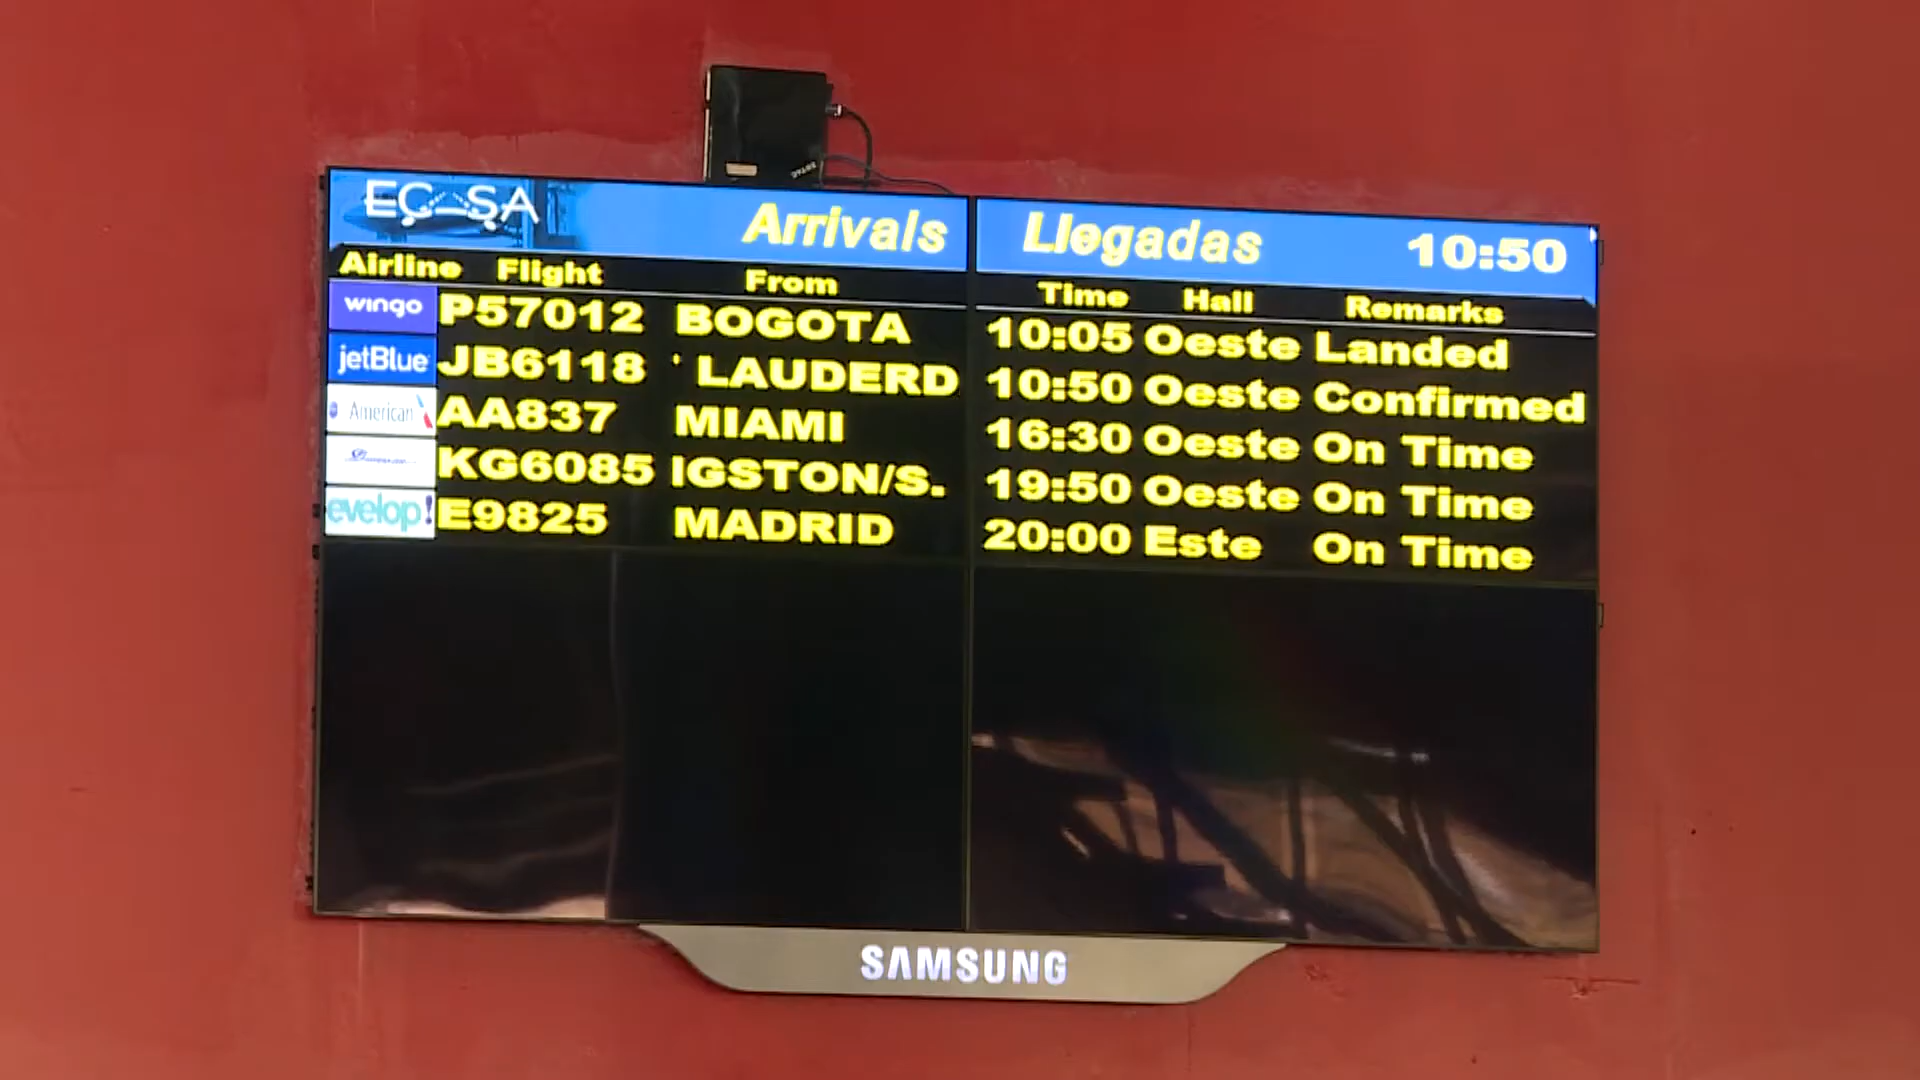 ECASA Arrivals Llegadas 10:50
Airline Flight From Time Hall Remarks
wingo P57012 BOGOTA 10:05 Oeste Landed
jetBlue JB6118 ' LAUDERD 10:50 Oeste Confirmed
American AA837 MIAMI 16:30 Oeste On Time
KG6085 IGSTON/S. 19:50 Oeste On Time
evelop! E9825 MADRID 20:00 Este On Time
SAMSUNG